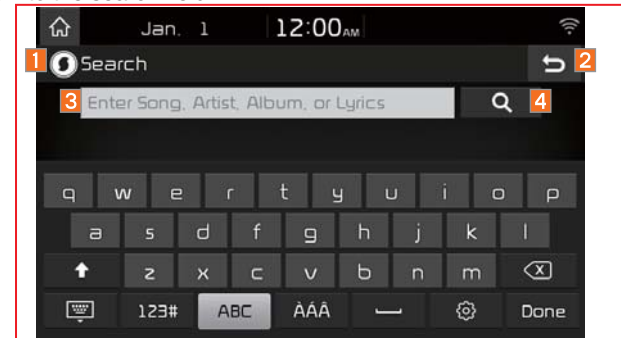 Jan. 1 12:00AM
1 Search 2
3 Enter Song, Artist, Album, or Lyrics 4
q w e r t y u i o p
a s d f g h j k l
z x c v b n m
123# ABC ÀÁÂ Done